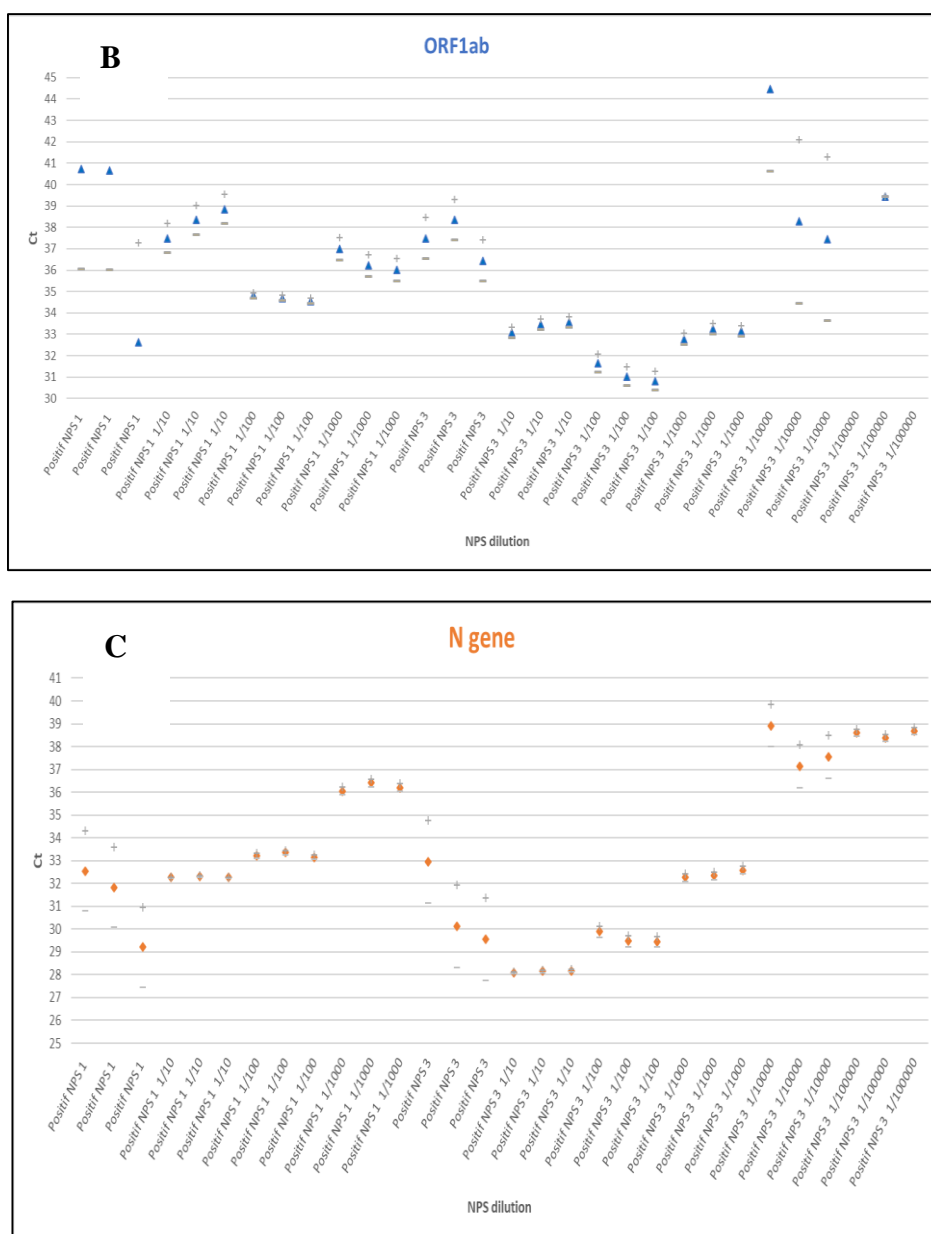 B
ORF1ab
45
44
43
42
41
40
39
38
37
36
35
34
33
32
31
30
Ct
Positif NPS 1
Positif NPS 1
Positif NPS 1
Positif NPS 1 1/10
Positif NPS 1 1/10
Positif NPS 1 1/10
Positif NPS 1 1/100
Positif NPS 1 1/100
Positif NPS 1 1/100
Positif NPS 1 1/1000
Positif NPS 1 1/1000
Positif NPS 1 1/1000
Positif NPS 3
Positif NPS 3
Positif NPS 3
Positif NPS 3 1/10
Positif NPS 3 1/10
Positif NPS 3 1/10
Positif NPS 3 1/100
Positif NPS 3 1/100
Positif NPS 3 1/100
Positif NPS 3 1/1000
Positif NPS 3 1/1000
Positif NPS 3 1/1000
Positif NPS 3 1/10000
Positif NPS 3 1/10000
Positif NPS 3 1/10000
Positif NPS 3 1/100000
Positif NPS 3 1/100000
Positif NPS 3 1/100000
NPS dilution
C
N gene
41
40
39
38
37
36
35
34
33
32
31
30
29
28
27
26
25
Ct
Positif NPS 1
Positif NPS 1
Positif NPS 1
Positif NPS 1 1/10
Positif NPS 1 1/10
Positif NPS 1 1/10
Positif NPS 1 1/100
Positif NPS 1 1/100
Positif NPS 1 1/100
Positif NPS 1 1/1000
Positif NPS 1 1/1000
Positif NPS 1 1/1000
Positif NPS 3
Positif NPS 3
Positif NPS 3
Positif NPS 3 1/10
Positif NPS 3 1/10
Positif NPS 3 1/10
Positif NPS 3 1/100
Positif NPS 3 1/100
Positif NPS 3 1/100
Positif NPS 3 1/1000
Positif NPS 3 1/1000
Positif NPS 3 1/1000
Positif NPS 3 1/10000
Positif NPS 3 1/10000
Positif NPS 3 1/10000
Positif NPS 3 1/100000
Positif NPS 3 1/100000
Positif NPS 3 1/100000
NPS dilution